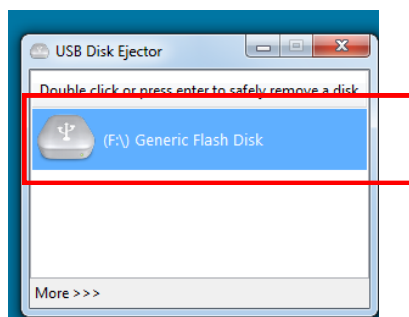 USB Disk Ejector
Double click or press enter to safely remove a disk
(F:\) Generic Flash Disk
More >>>